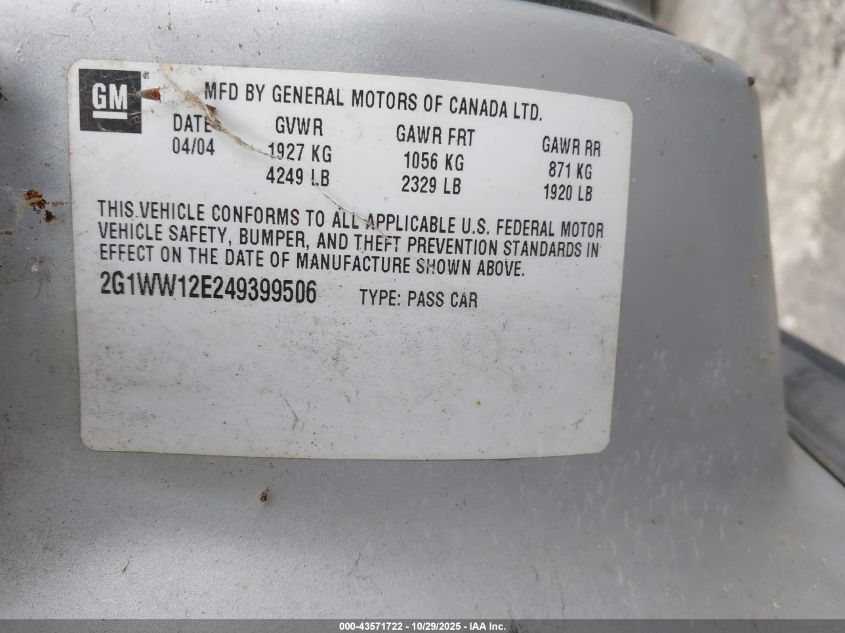 GM
®
MFD BY GENERAL MOTORS OF CANADA LTD.
DATE GVWR GAWR FRT GAWR RR
04/04 1927 KG 1056 KG 871 KG
4249 LB 2329 LB 1920 LB
THIS VEHICLE CONFORMS TO ALL APPLICABLE U.S. FEDERAL MOTOR
VEHICLE SAFETY, BUMPER, AND THEFT PREVENTION STANDARDS IN
EFFECT ON THE DATE OF MANUFACTURE SHOWN ABOVE.
2G1WW12E249399506 TYPE: PASS CAR
000-43571722 - 10/29/2025 - IAA Inc.